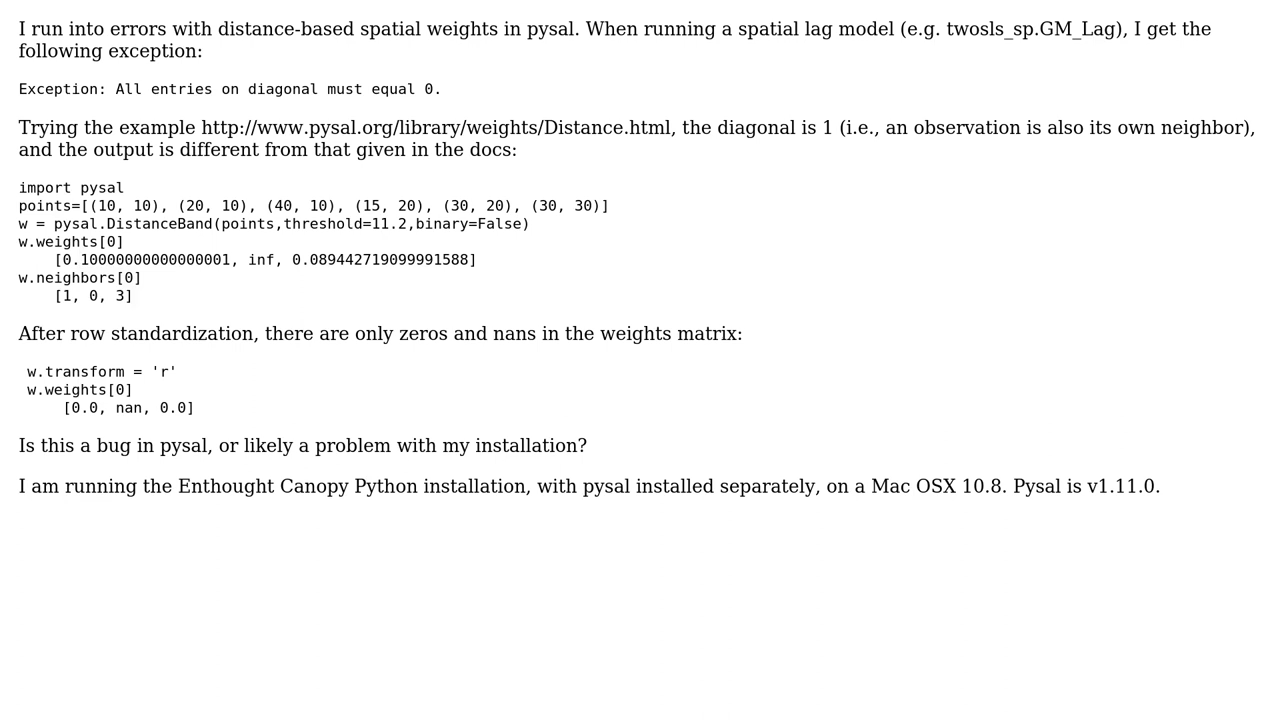 I run into errors with distance-based spatial weights in pysal. When running a spatial lag model (e.g. twosls_sp.GM_Lag), I get the
following exception:
Exception: All entries on diagonal must equal 0.
Trying the example http://www.pysal.org/library/weights/Distance.html, the diagonal is 1 (i.e., an observation is also its own neighbor),
and the output is different from that given in the docs:
import pysal
points=[(10, 10), (20, 10), (40, 10), (15, 20), (30, 20), (30, 30)]
w = pysal.DistanceBand(points,threshold=11.2,binary=False)
w.weights[0]
    [0.10000000000000001, inf, 0.089442719099991588]
w.neighbors[0]
    [1, 0, 3]
After row standardization, there are only zeros and nans in the weights matrix:
 w.transform = 'r'
 w.weights[0]
     [0.0, nan, 0.0]
Is this a bug in pysal, or likely a problem with my installation?
I am running the Enthought Canopy Python installation, with pysal installed separately, on a Mac OSX 10.8. Pysal is v1.11.0.